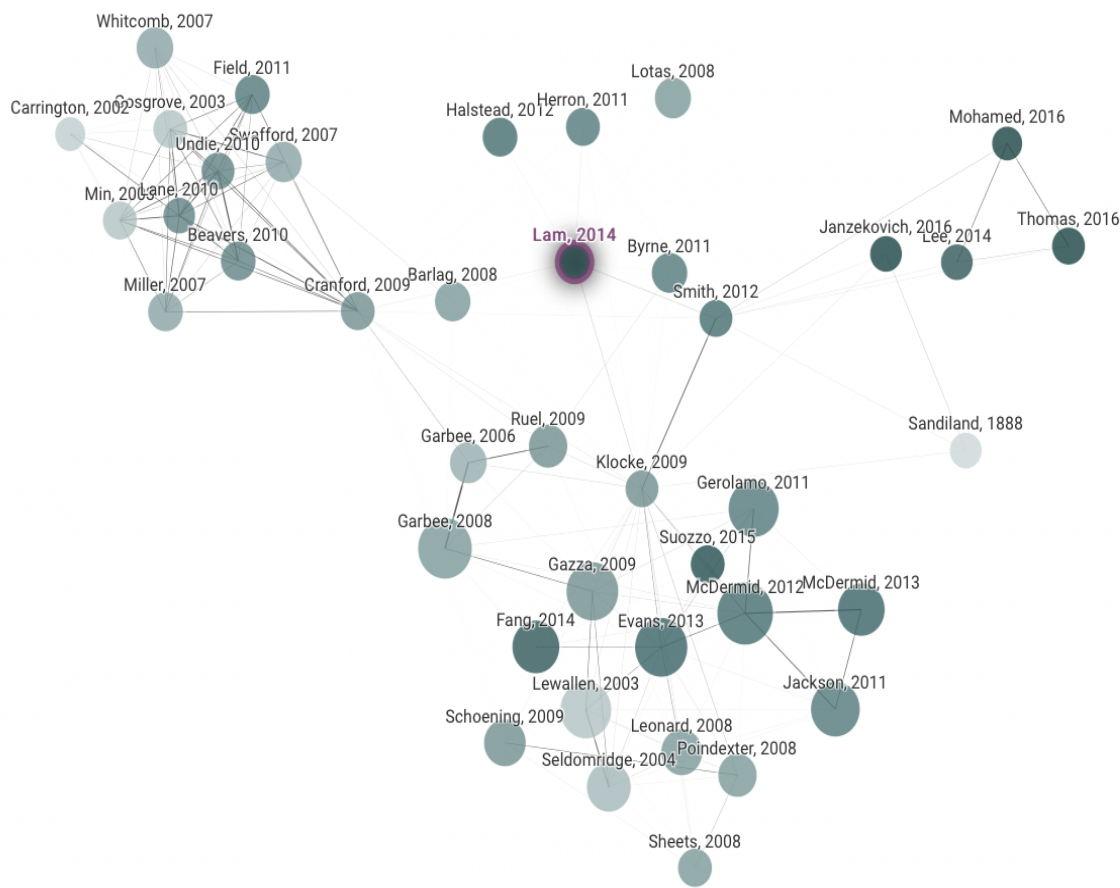 Whitcomb, 2007
Field, 2011
Lotas, 2008
Carrington, 2002
Cosgrove, 2003
Halstead, 2012
Herron, 2011
Mohamed, 2016
Undie, 2010
Swafford, 2007
Min, 2003
Lane, 2010
Beavers, 2010
Lam, 2014
Byrne, 2011
Janzekovich, 2016
Lee, 2014
Thomas, 2016
Miller, 2007
Cranford, 2009
Barlag, 2008
Smith, 2012
Ruel, 2009
Garbee, 2006
Sandiland, 1888
Klocke, 2009
Gerolamo, 2011
Garbee, 2008
Suozzo, 2015
Gazza, 2009
McDermid, 2012
McDermid, 2013
Fang, 2014
Evans, 2013
Lewallen, 2003
Jackson, 2011
Schoening, 2009
Leonard, 2008
Poindexter, 2008
Seldomridge, 2004
Sheets, 2008